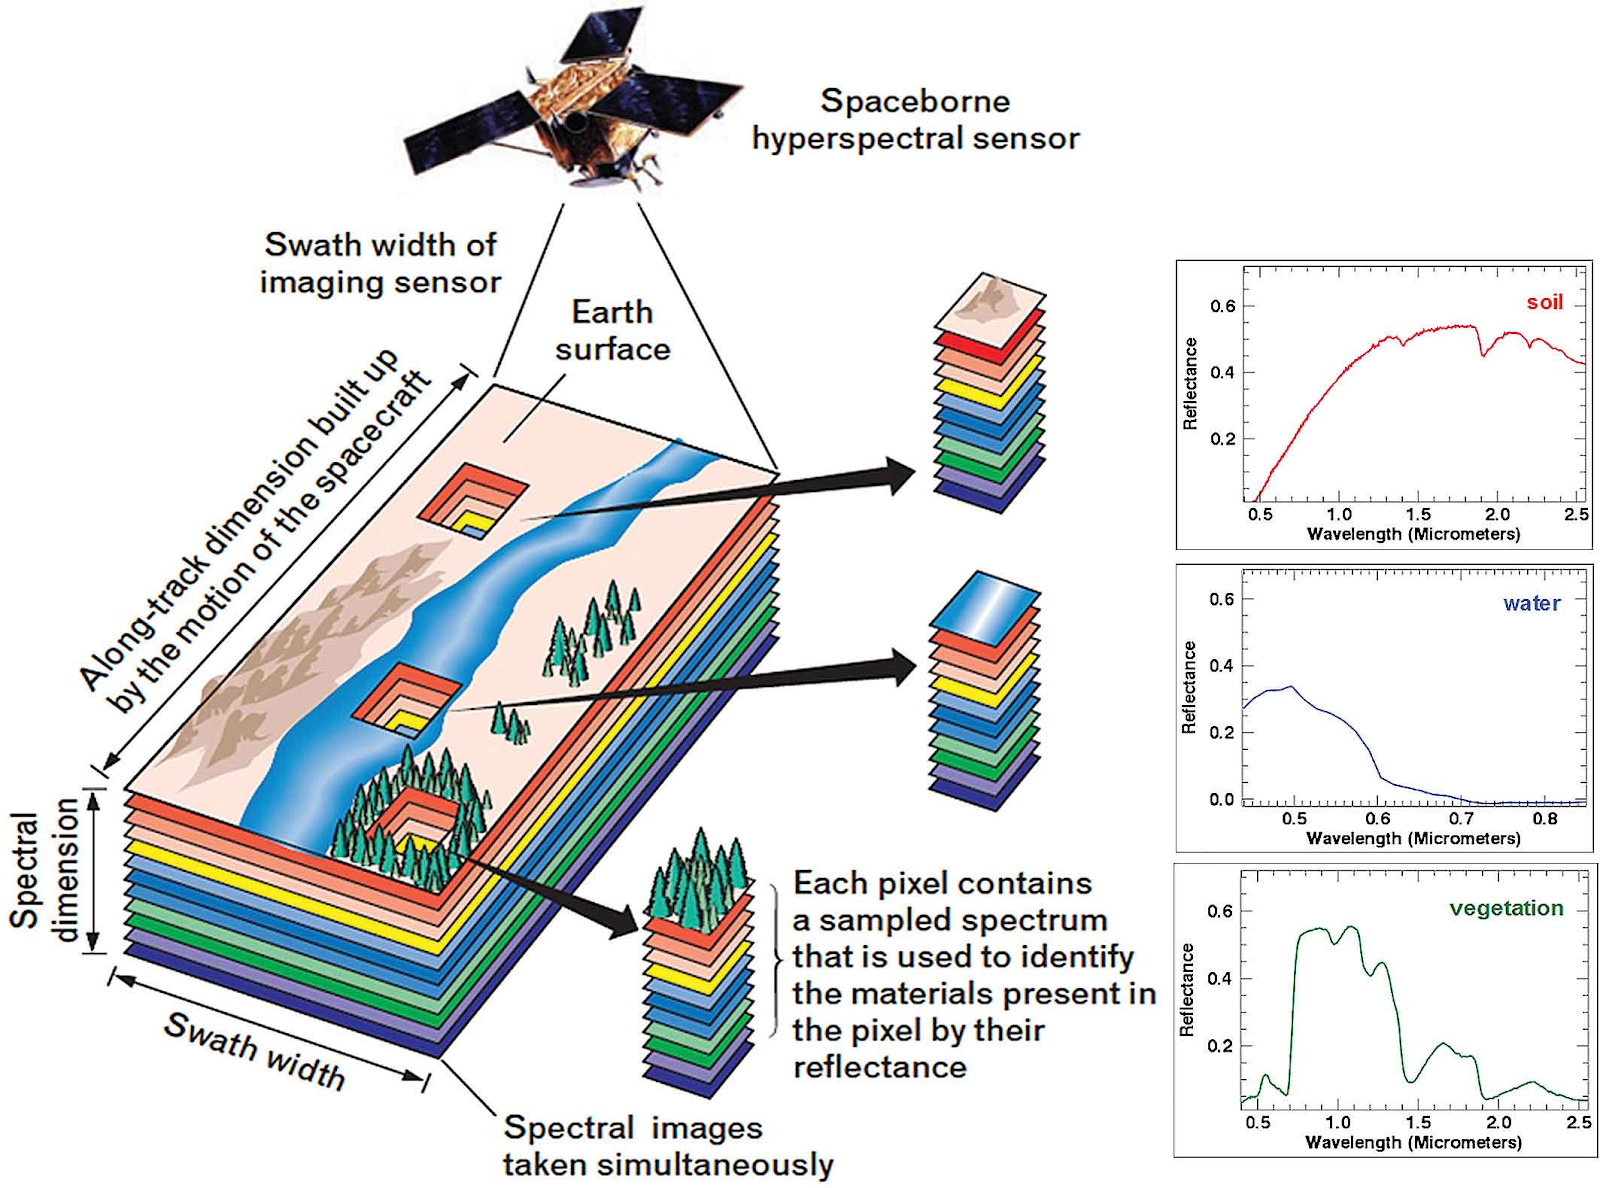 Spaceborne
hyperspectral sensor
Swath width of
imaging sensor
Earth
surface
Along-track dimension built up
by the motion of the spacecraft
Spectral
dimension
Swath width
Spectral images
taken simultaneously
Each pixel contains
a sampled spectrum
that is used to identify
the materials present in
the pixel by their
reflectance
soil
Reflectance
0.6
0.4
0.2
0.5 1.0 1.5 2.0 2.5
Wavelength (Micrometers)
water
Reflectance
0.6
0.4
0.2
0.0
0.5 0.6 0.7 0.8
Wavelength (Micrometers)
vegetation
Reflectance
0.6
0.4
0.2
0.5 1.0 1.5 2.0 2.5
Wavelength (Micrometers)